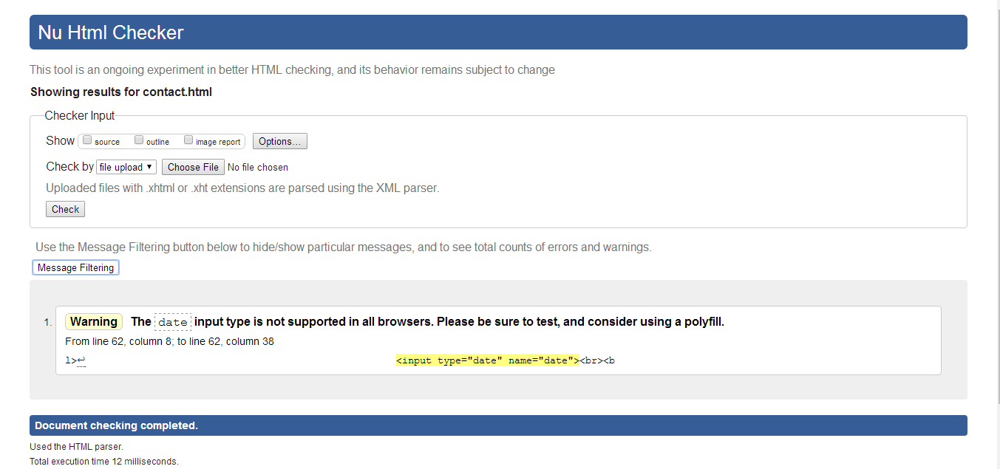 Nu Html Checker
This tool is an ongoing experiment in better HTML checking, and its behavior remains subject to change
Showing results for contact.html
Checker Input
Show source outline image report Options...
Check by file upload ▼ Choose File No file chosen
Uploaded files with .xhtml or .xht extensions are parsed using the XML parser.
Check
Use the Message Filtering button below to hide/show particular messages, and to see total counts of errors and warnings.
Message Filtering
1. Warning The date input type is not supported in all browsers. Please be sure to test, and consider using a polyfill.
From line 62, column 8; to line 62, column 38
l>↩ <input type="date" name="date"><br><b
Document checking completed.
Used the HTML parser.
Total execution time 12 milliseconds.